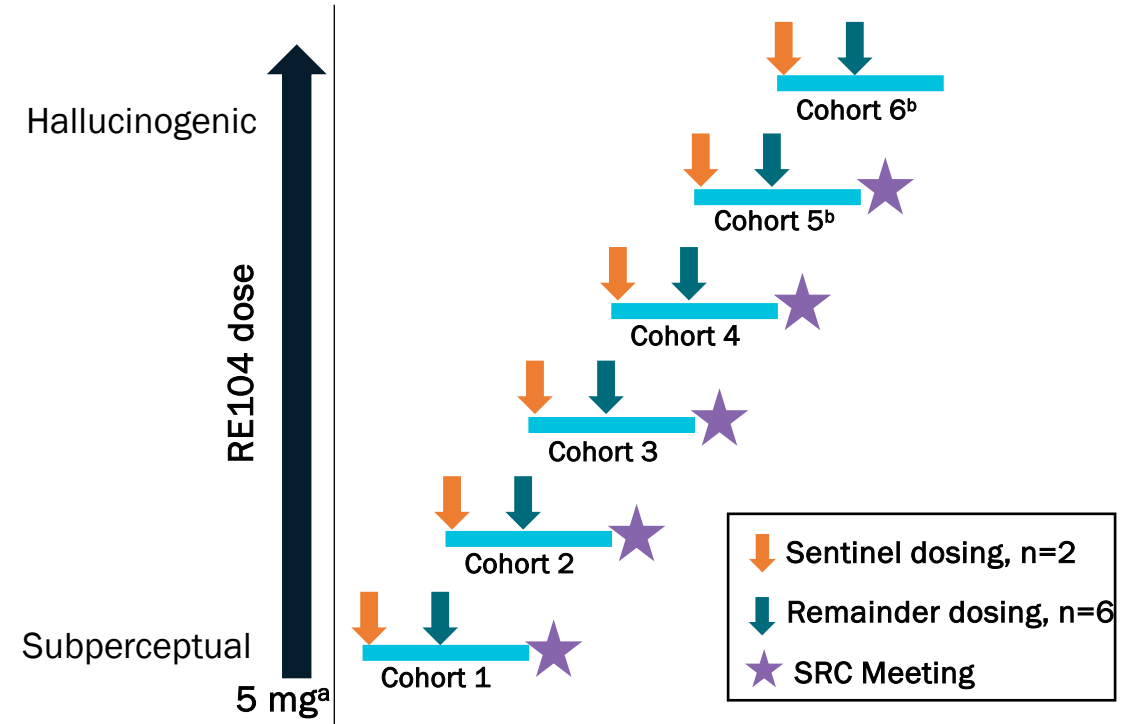 Cohort 6ᵇ
Hallucinogenic
Cohort 5ᵇ
Cohort 4
RE104 dose
Cohort 3
Cohort 2
Cohort 1
Subperceptual
5 mgᵃ
Sentinel dosing, n=2
Remainder dosing, n=6
SRC Meeting